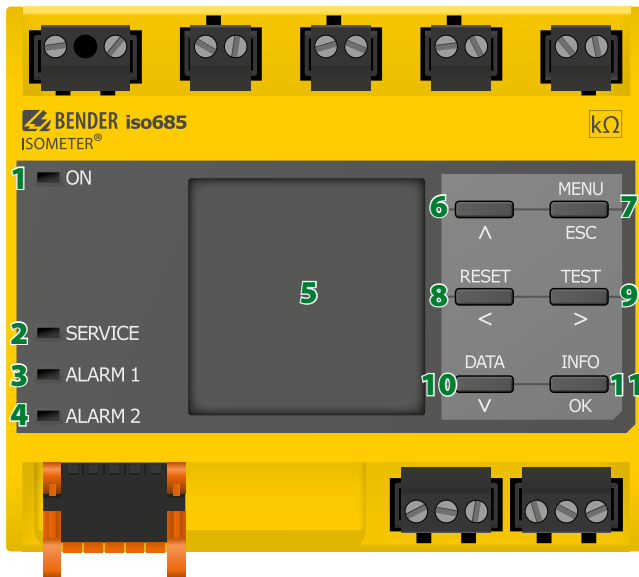 BENDER iso685
ISOMETER®
kΩ
1 ON
MENU
6 7
∧ ESC
RESET TEST
5 8 9
< >
2 SERVICE
3 ALARM 1
DATA INFO
10 11
4 ALARM 2
∨ OK